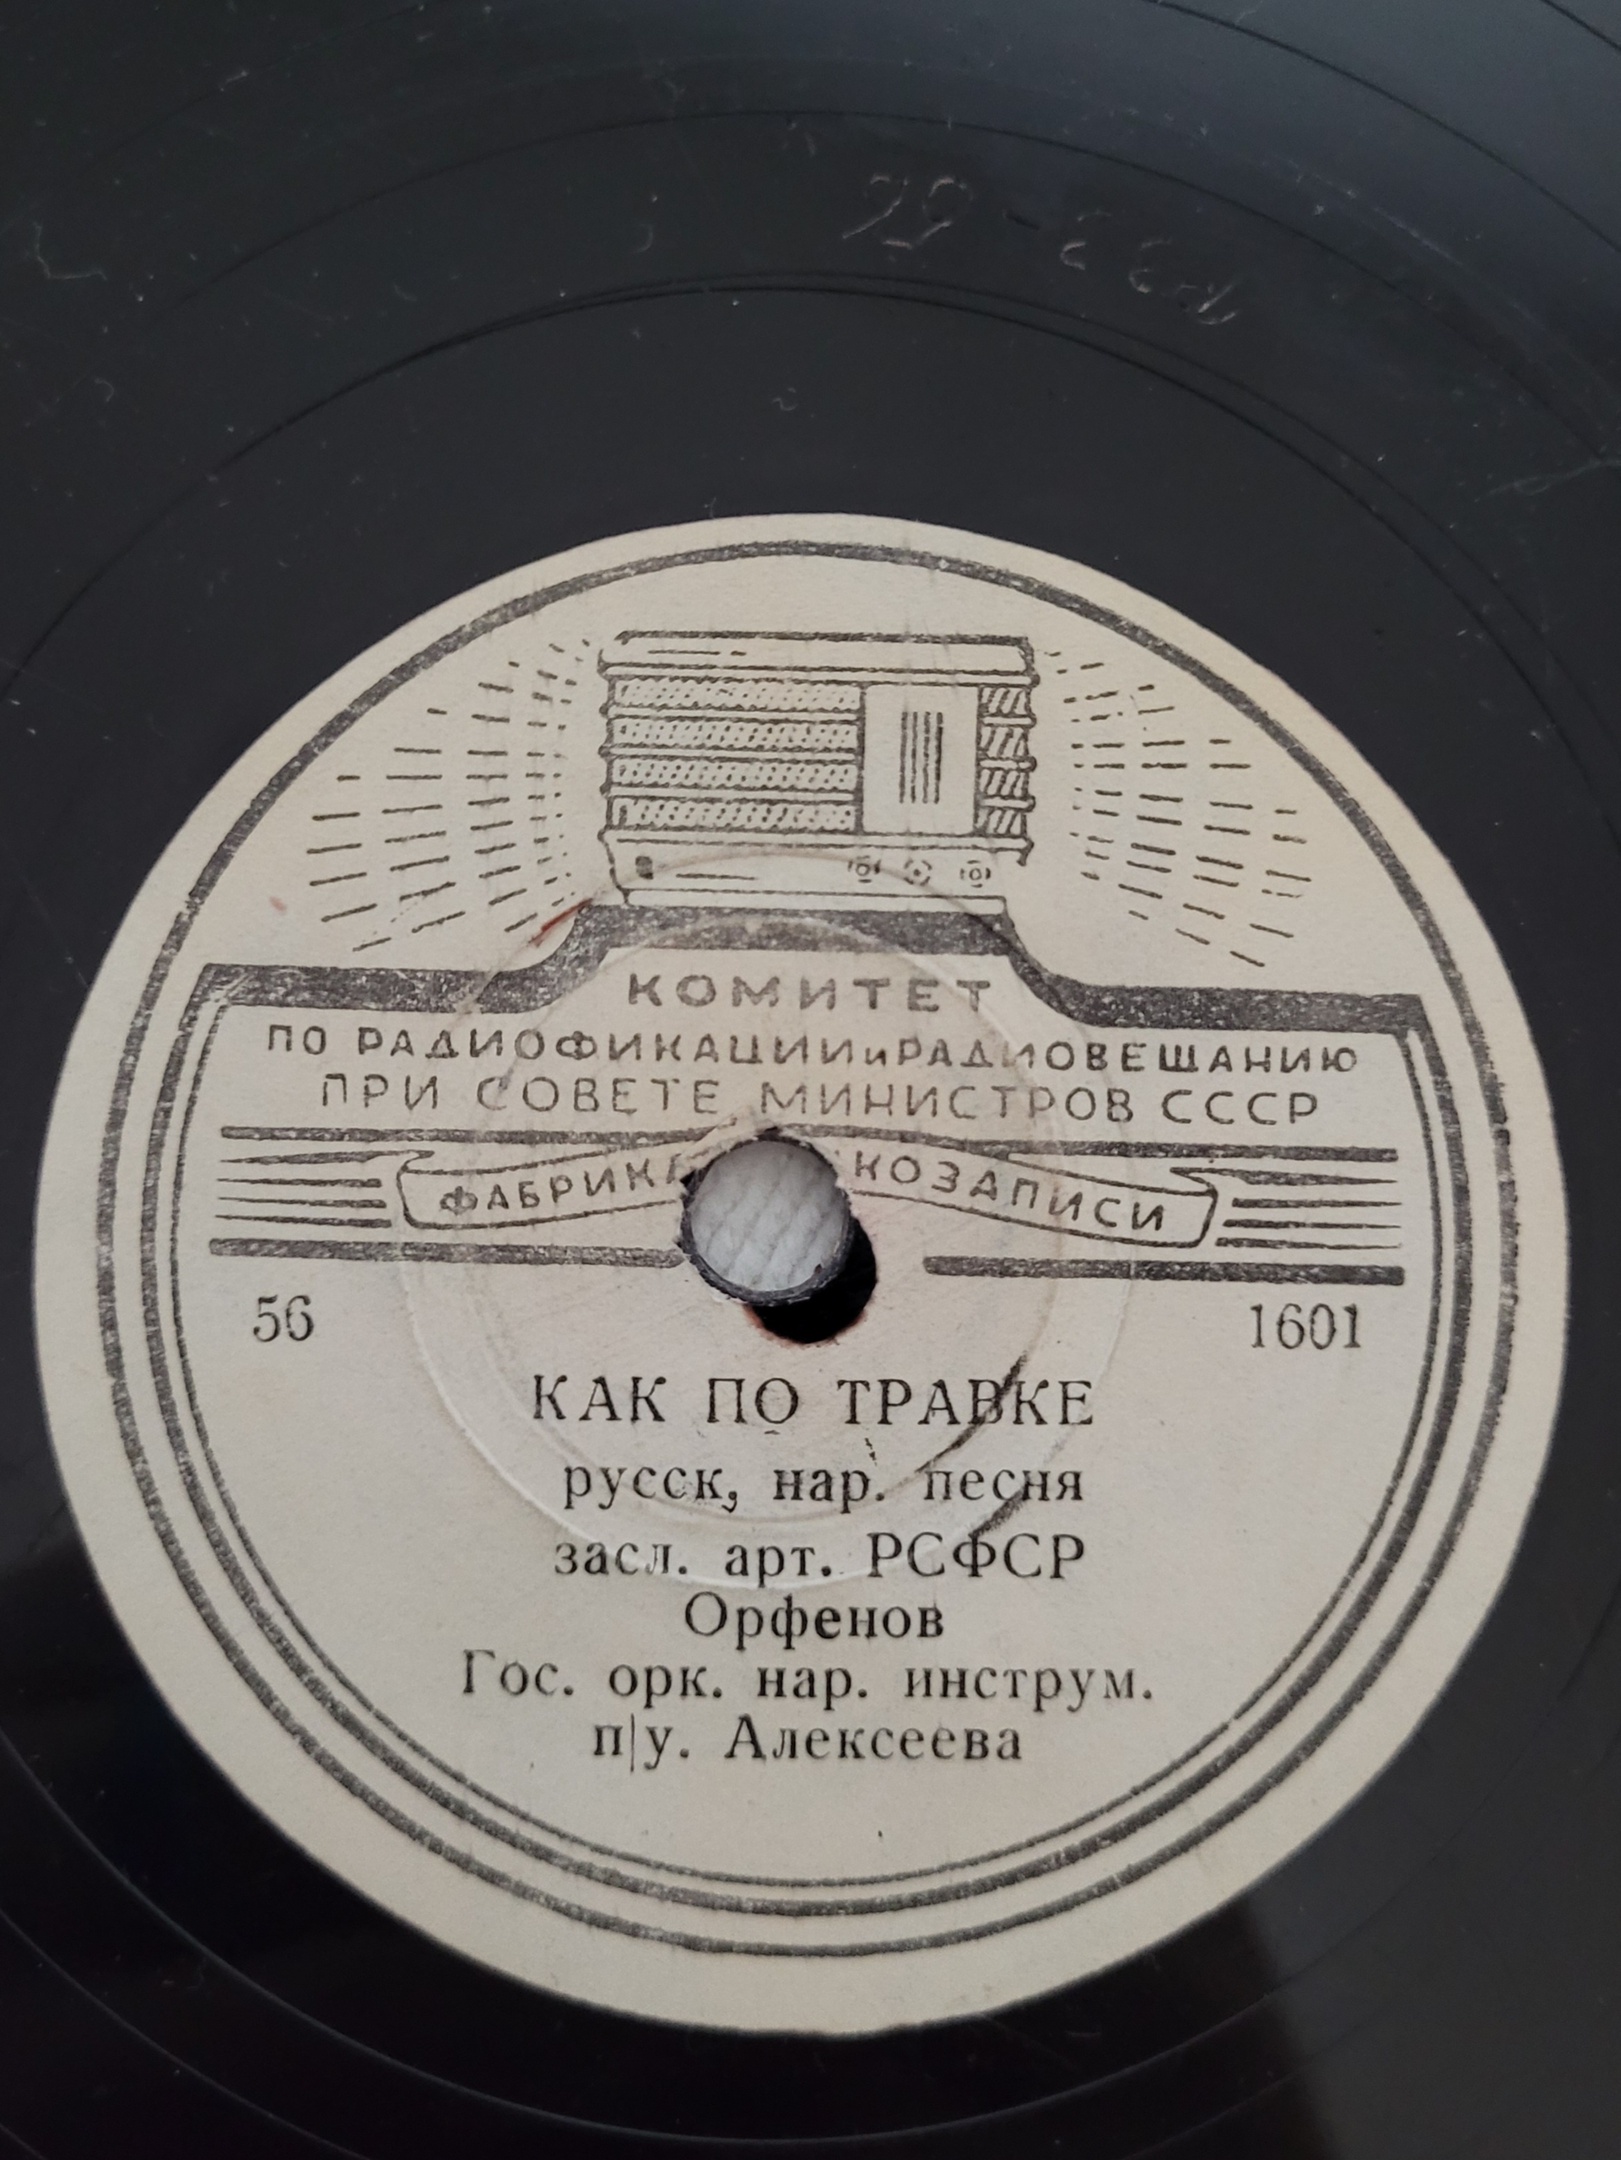 КОМИТЕТ
ПО РАДИОФИКАЦИИ и РАДИОВЕЩАНИЮ
ПРИ СОВЕТЕ МИНИСТРОВ СССР
ФАБРИКА КОЗАПИСИ
56 1601
КАК ПО ТРАВКЕ
русск, нар. песня
засл. арт. РСФСР
Орфенов
Гос. орк. нар. инструм.
п/у. Алексеева